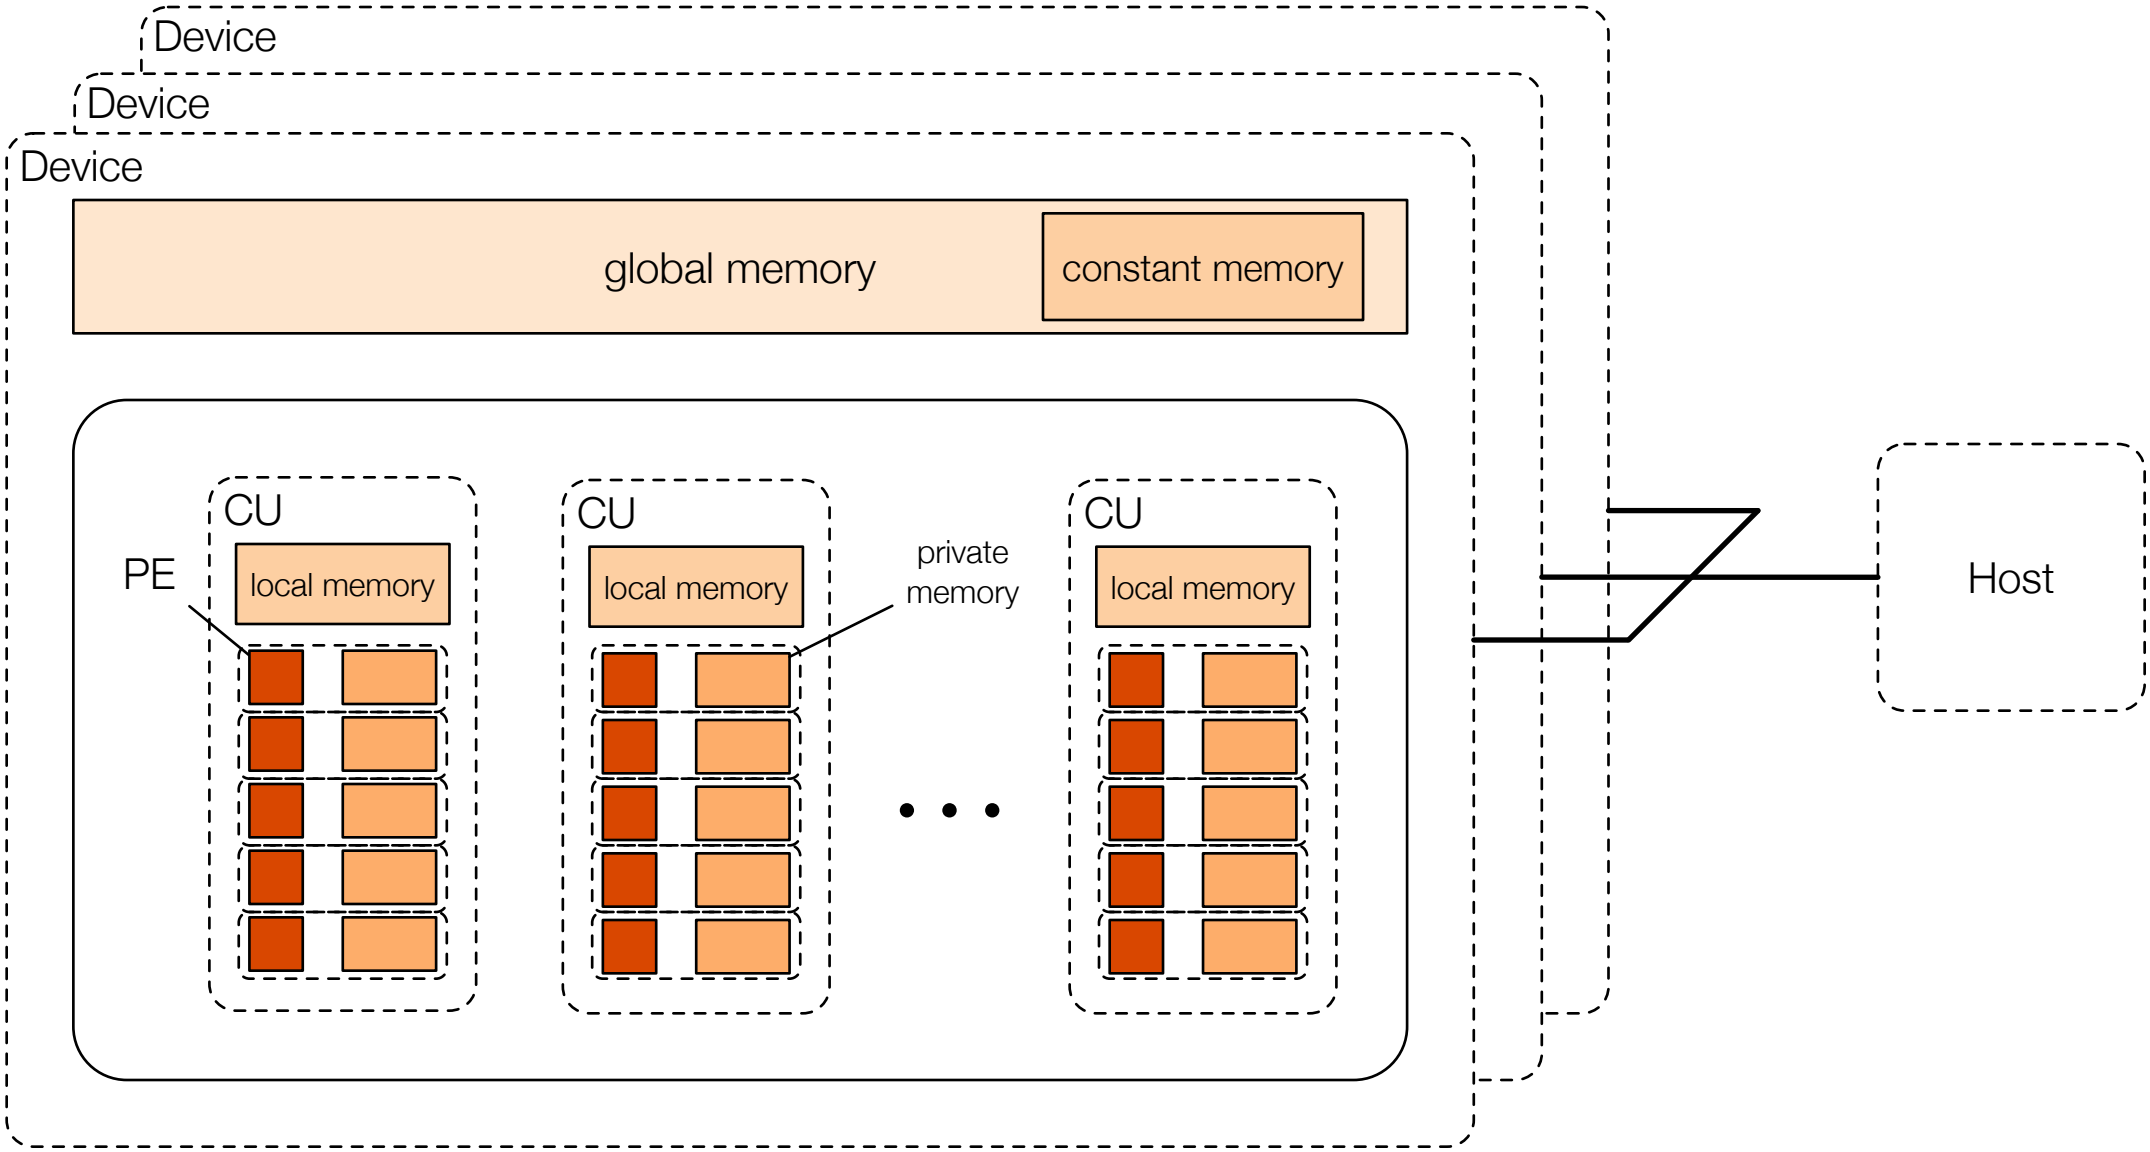 Device
Device
Device
global memory
constant memory
CU
CU
CU
PE
local memory
local memory
private
memory
local memory
Host